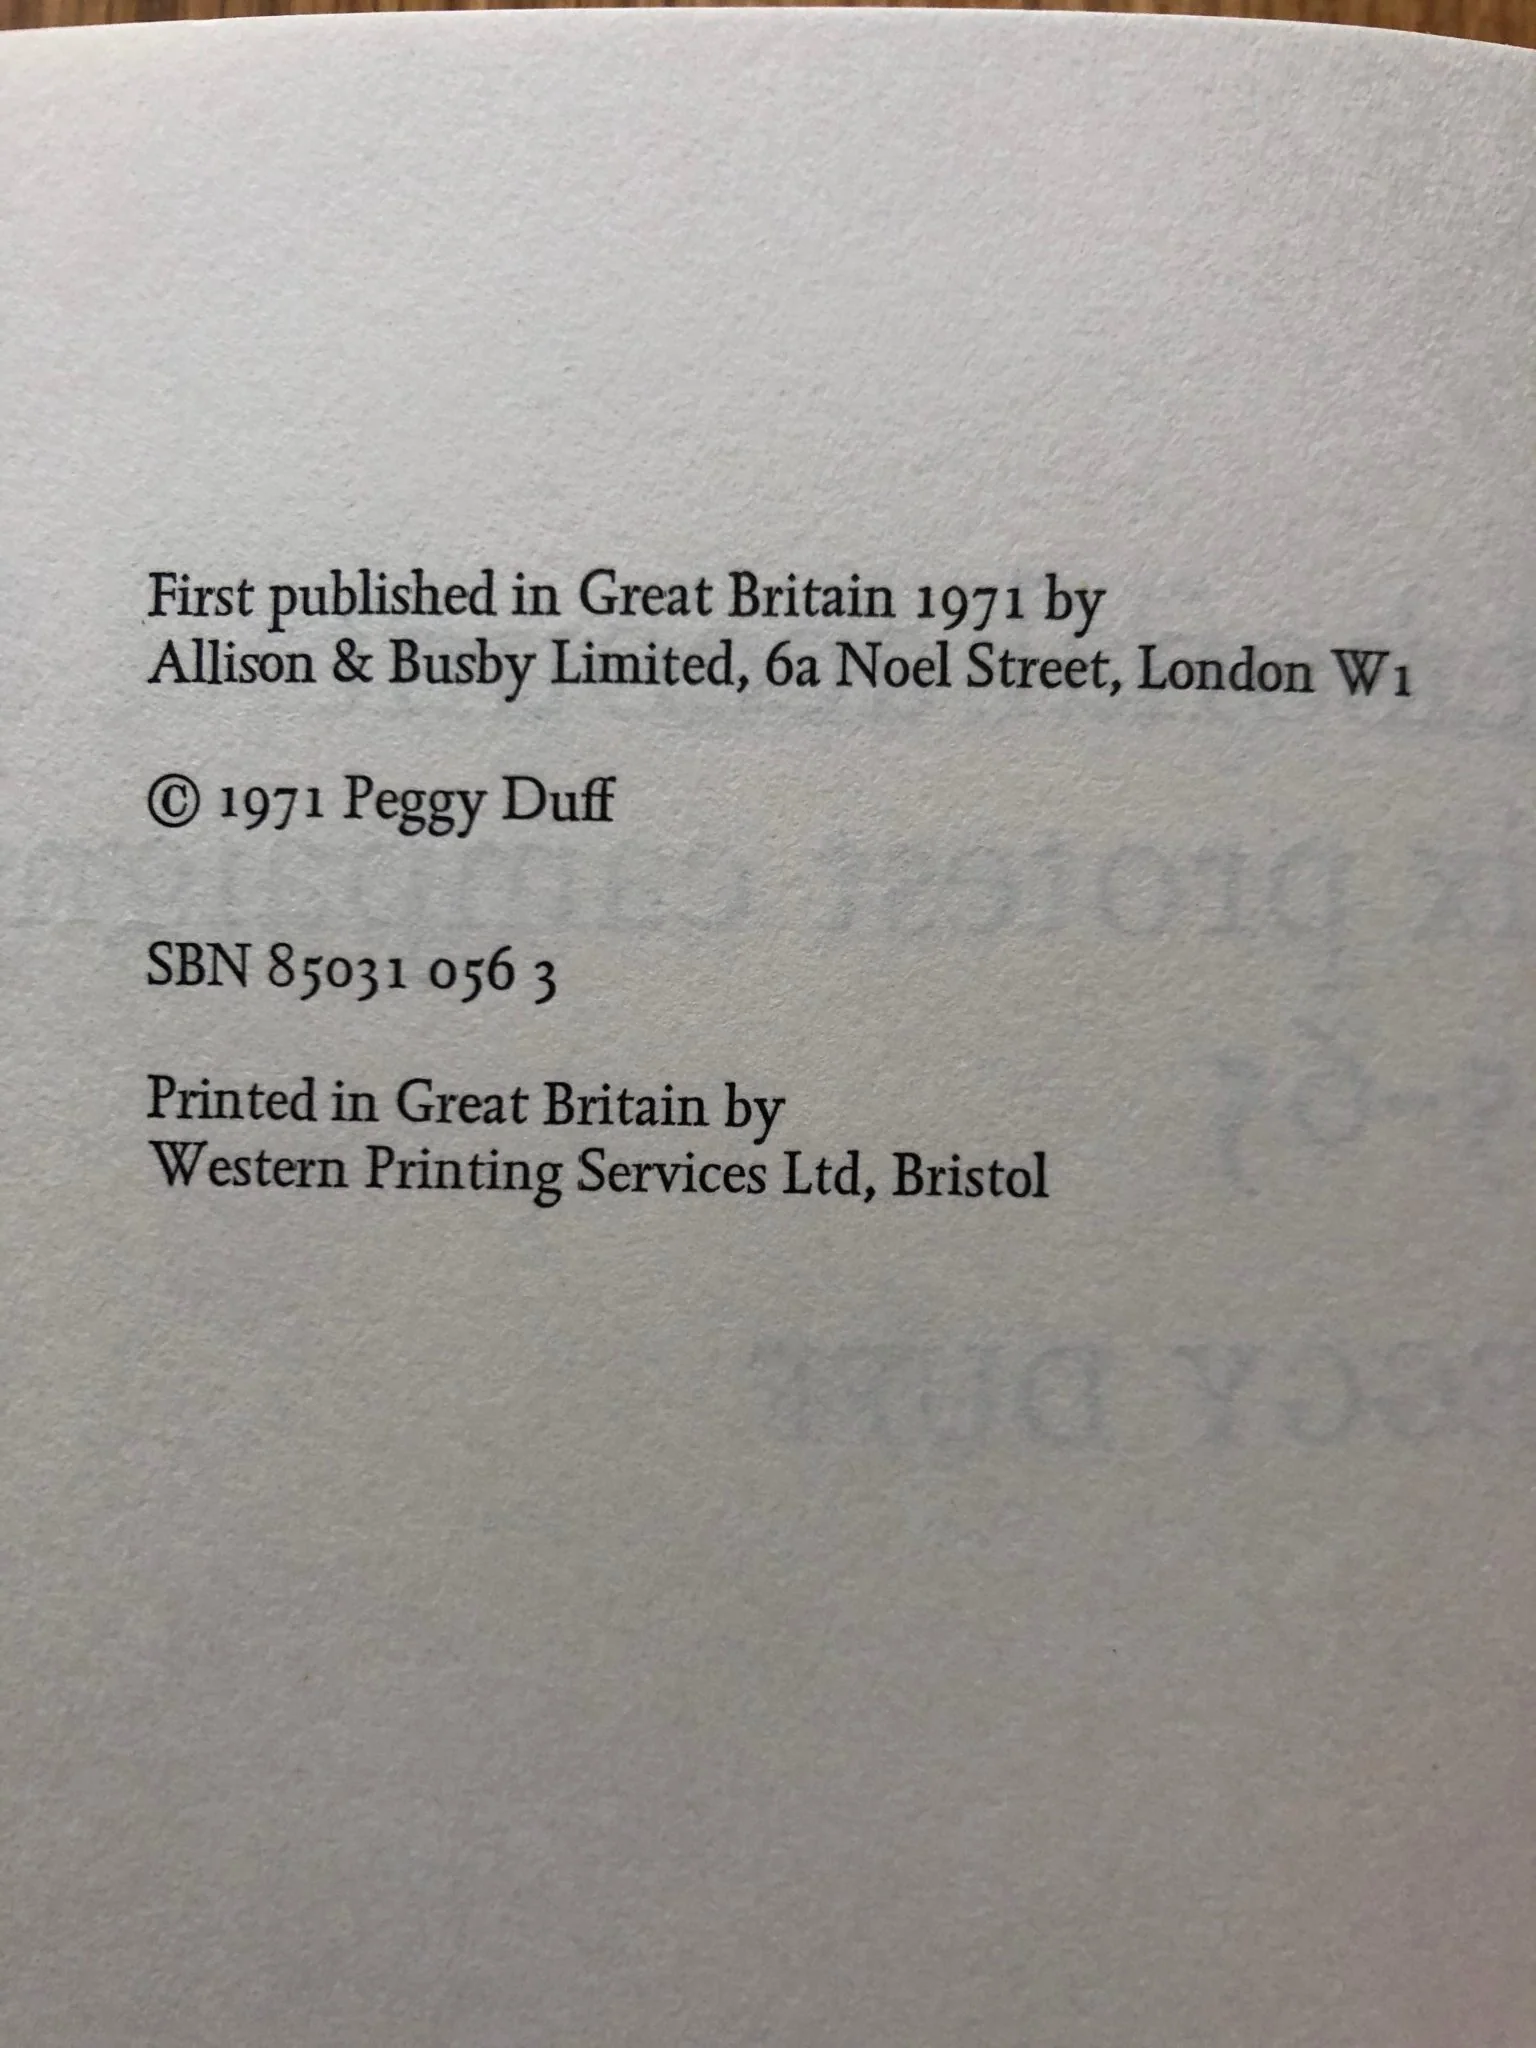 First published in Great Britain 1971 by
Allison & Busby Limited, 6a Noel Street, London W1
© 1971 Peggy Duff
SBN 85031 056 3
Printed in Great Britain by
Western Printing Services Ltd, Bristol